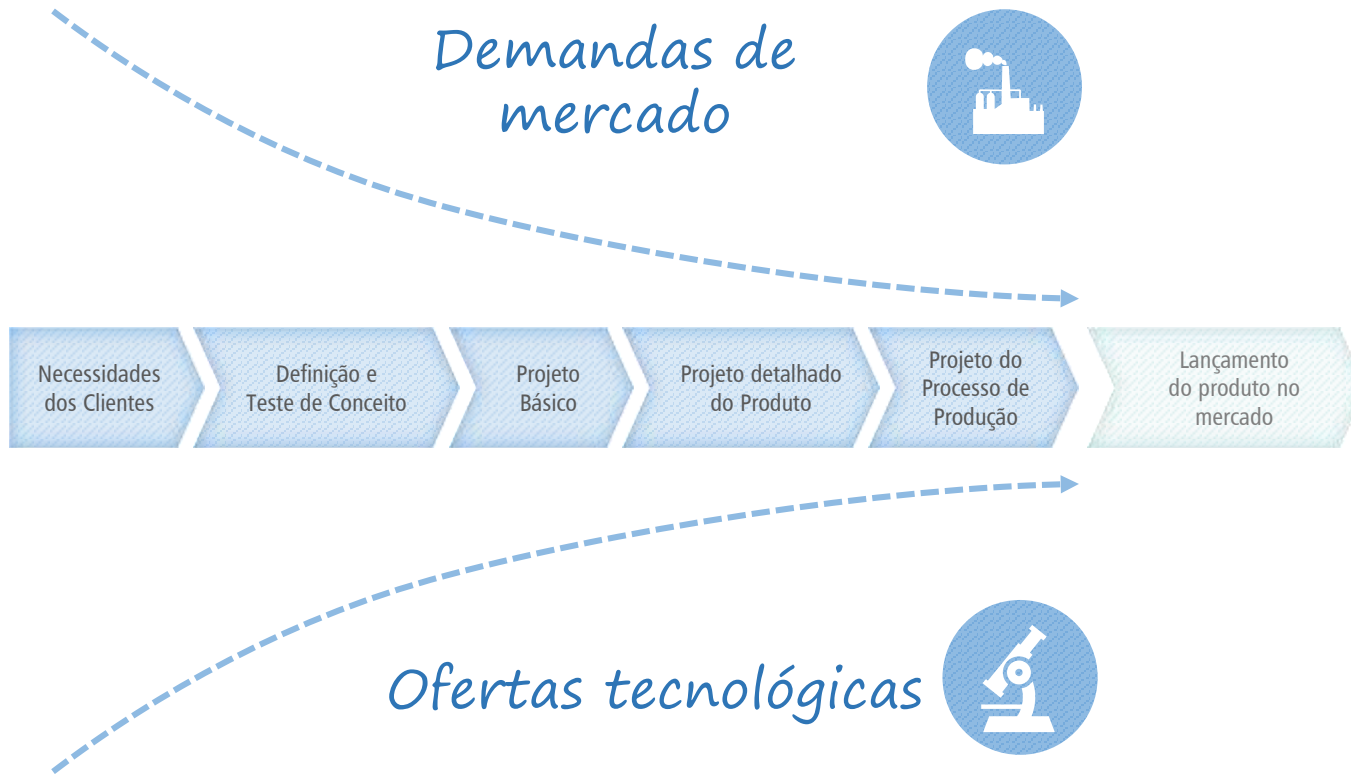 Demandas de
mercado
Necessidades
dos Clientes
Definição e
Teste de Conceito
Projeto
Básico
Projeto detalhado
do Produto
Projeto do
Processo de
Produção
Lançamento
do produto no
mercado
Ofertas tecnológicas